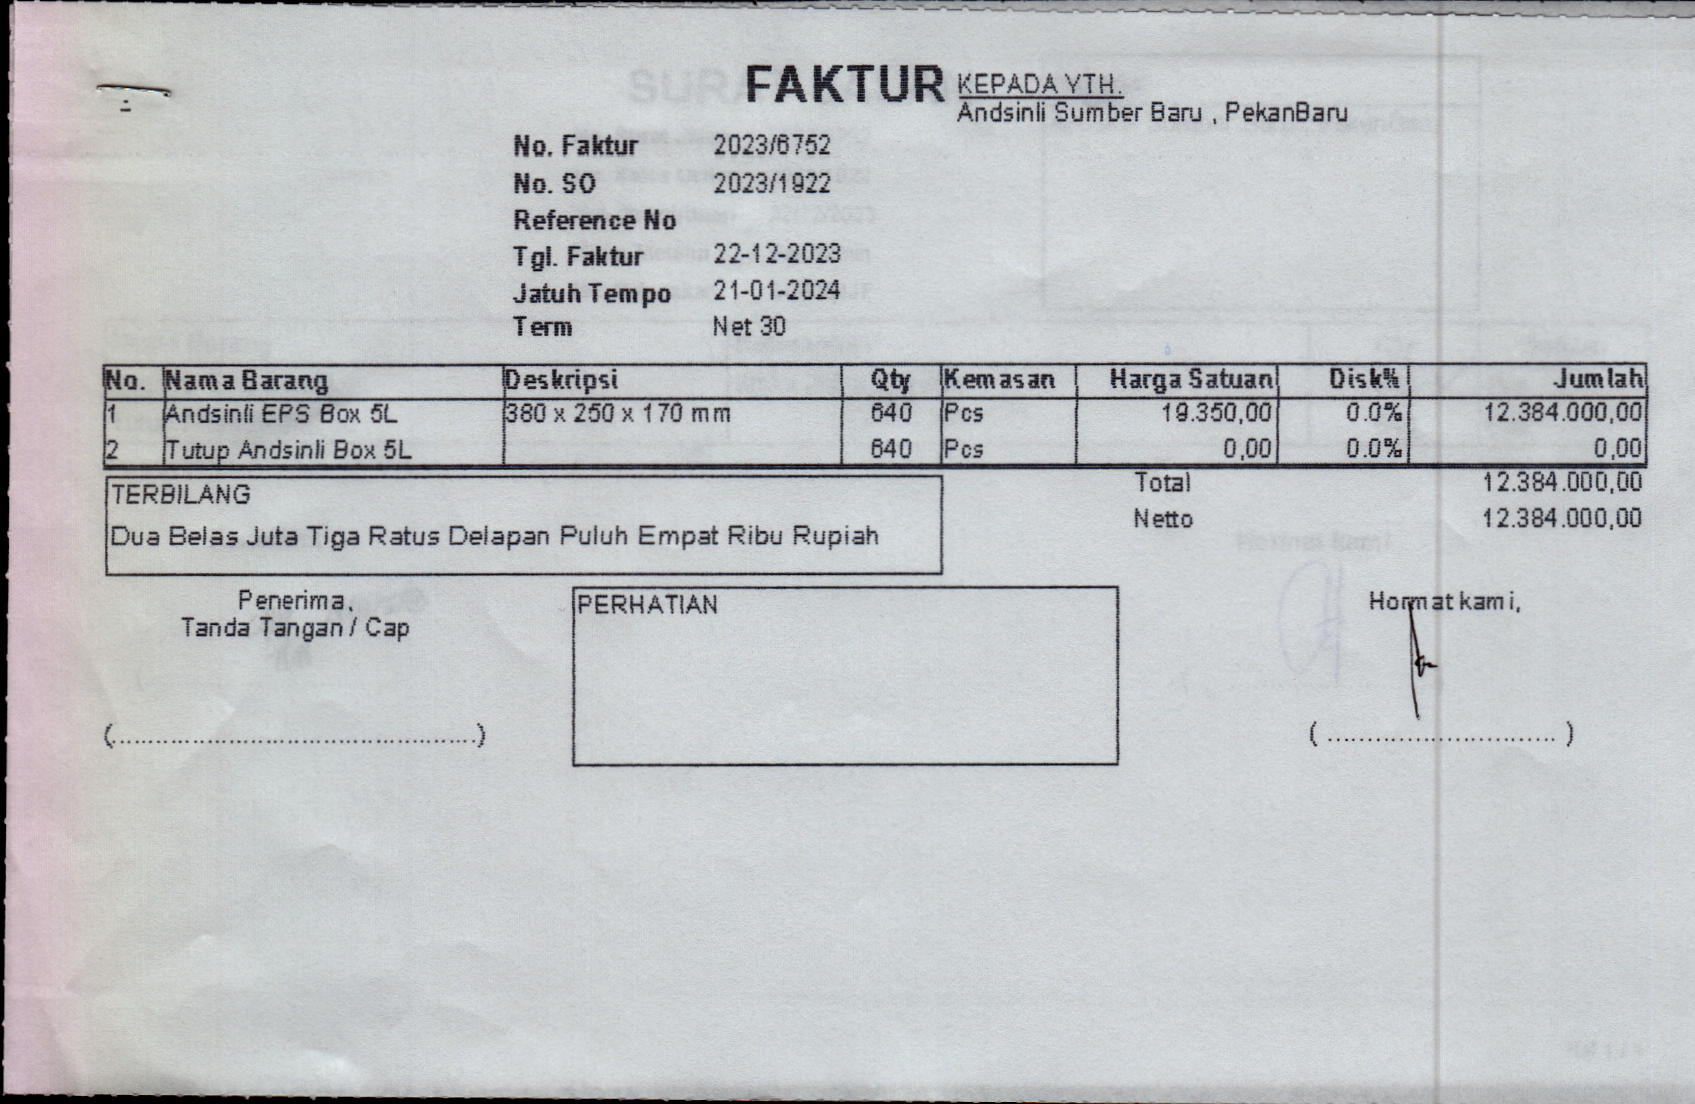 FAKTUR
KEPADA YTH.
Andsinli Sumber Baru , PekanBaru
No. Faktur 2023/6752
No. SO 2023/1922
Reference No
Tgl. Faktur 22-12-2023
Jatuh Tempo 21-01-2024
Term Net 30
No. Nama Barang Deskripsi Qty Kemasan Harga Satuan Disk% Jumlah
1 Andsinli EPS Box 5L 380 x 250 x 170 mm 640 Pcs 19.350,00 0.0% 12.384.000,00
2 Tutup Andsinli Box 5L 640 Pcs 0,00 0.0% 0,00
TERBILANG
Dua Belas Juta Tiga Ratus Delapan Puluh Empat Ribu Rupiah
Total 12.384.000,00
Netto 12.384.000,00
Penerima,
Tanda Tangan / Cap
PERHATIAN
Hormat kami,
(............................................)
( ............................ )